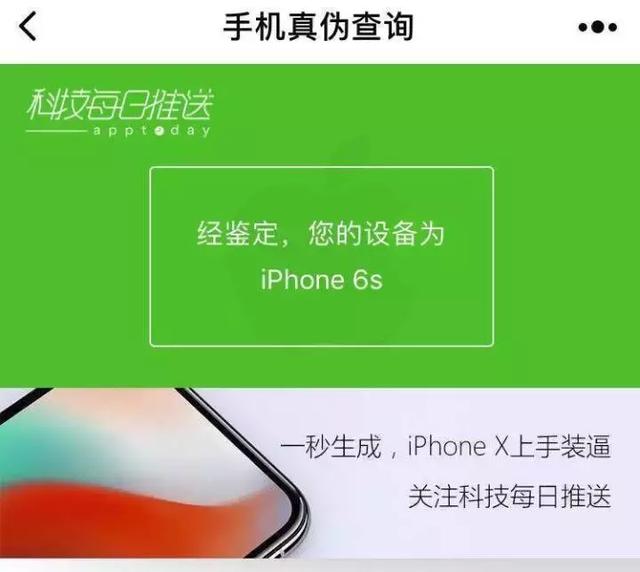 手机真伪查询
科技每日推送
apptoday
经鉴定，您的设备为
iPhone 6s
一秒生成，iPhone X上手装逼
关注科技每日推送